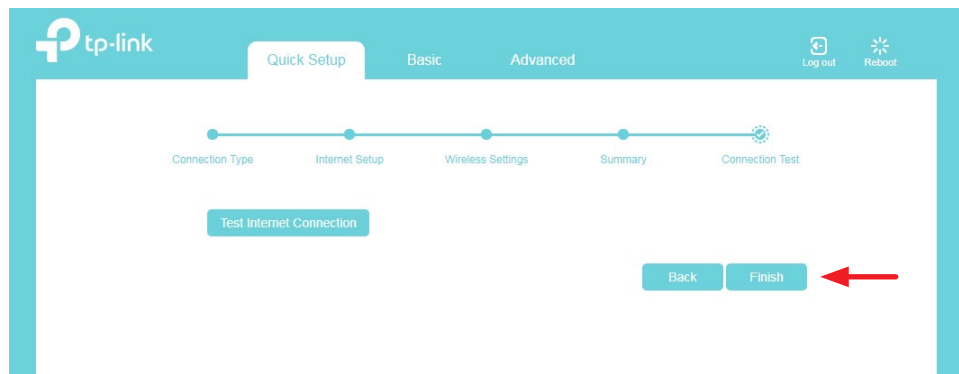 tp-link
Quick Setup Basic Advanced
Log out Reboot
Connection Type Internet Setup Wireless Settings Summary Connection Test
Test Internet Connection
Back Finish